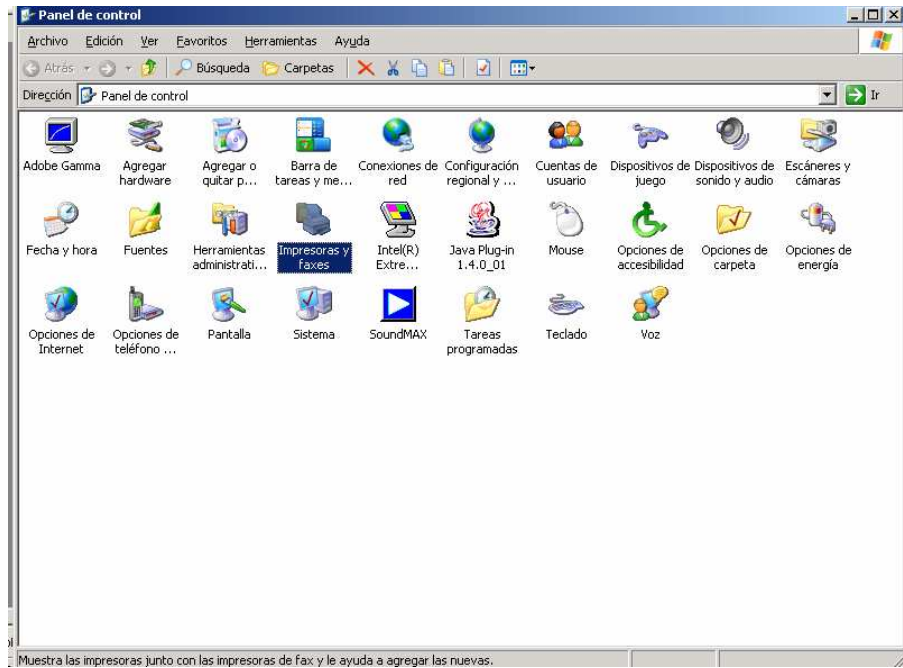 Panel de control
Archivo Edición Ver Favoritos Herramientas Ayuda
Atrás Búsqueda Carpetas
Dirección Panel de control Ir
Adobe Gamma
Agregar hardware
Agregar o quitar p...
Barra de tareas y me...
Conexiones de red
Configuración regional y ...
Cuentas de usuario
Dispositivos de juego
Dispositivos de sonido y audio
Escáneres y cámaras
Fecha y hora
Fuentes
Herramientas administrati...
Impresoras y faxes
Intel(R) Extre...
Java Plug-in 1.4.0_01
Mouse
Opciones de accesibilidad
Opciones de carpeta
Opciones de energía
Opciones de Internet
Opciones de teléfono ...
Pantalla
Sistema
SoundMAX
Tareas programadas
Teclado
Voz
Muestra las impresoras junto con las impresoras de fax y le ayuda a agregar las nuevas.